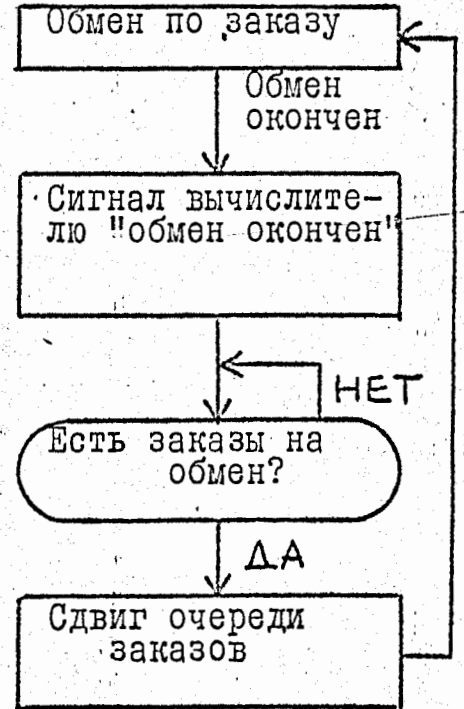 Обмен по заказу
Обмен
окончен
Сигнал вычислите-
лю "обмен окончен"
НЕТ
Есть заказы на
обмен?
ДА
Сдвиг очереди
заказов